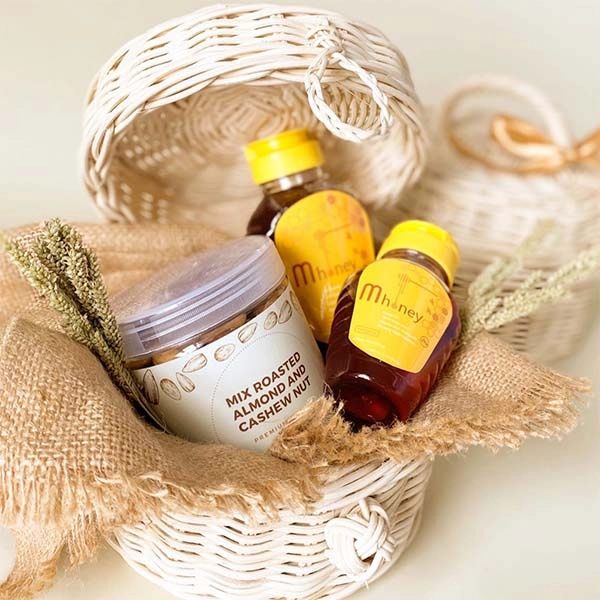 Mhoney
Mhoney
MIX ROASTED
ALMOND AND
CASHEW NUT
PREMIUM